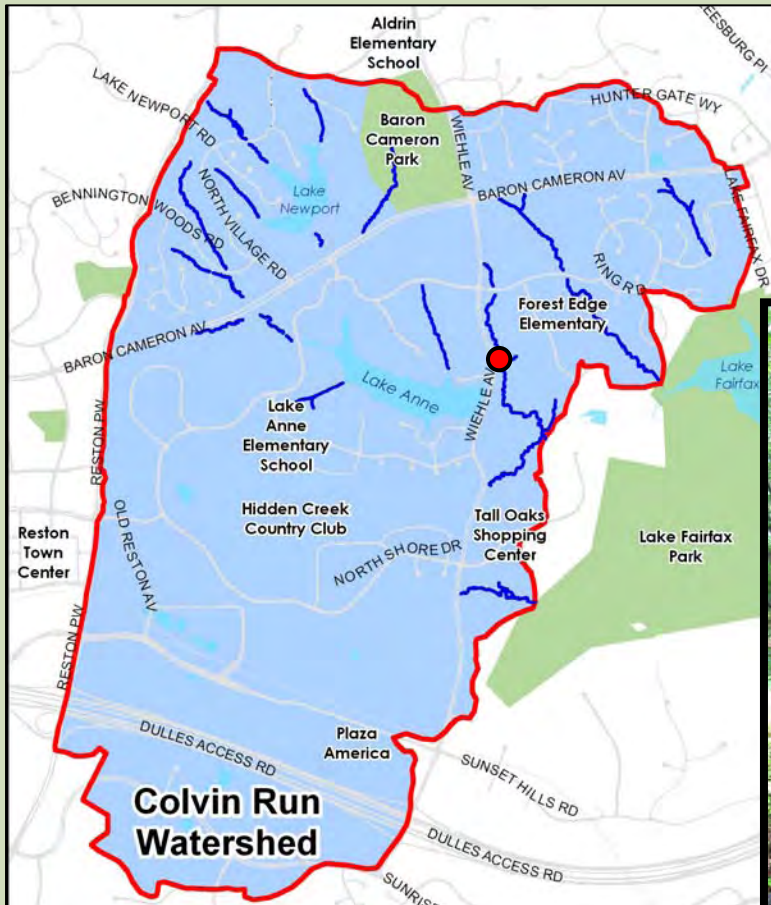 Aldrin
Elementary
School
EESBURG PI
LAKE NEWPORT RD
HUNTER GATE WY
Baron
Cameron
Park
WIEHLE AV
Lake
Newport
BARON CAMERON AV
LAKE FAIRFAX DR
BENNINGTON WOODS RD
NORTH VILLAGE RD
RING RD
Forest Edge
Elementary
BARON CAMERON AV
Lake
Fairfax
Lake Anne
WIEHLE AV
Lake
Anne
Elementary
School
RESTON PW
Hidden Creek
Country Club
Tall Oaks
Shopping
Center
OLD RESTON AV
Reston
Town
Center
NORTH SHORE DR
Lake Fairfax
Park
RESTON PW
Plaza
America
DULLES ACCESS RD
SUNSET HILLS RD
Colvin Run
Watershed
DULLES ACCESS RD
SUNRIS